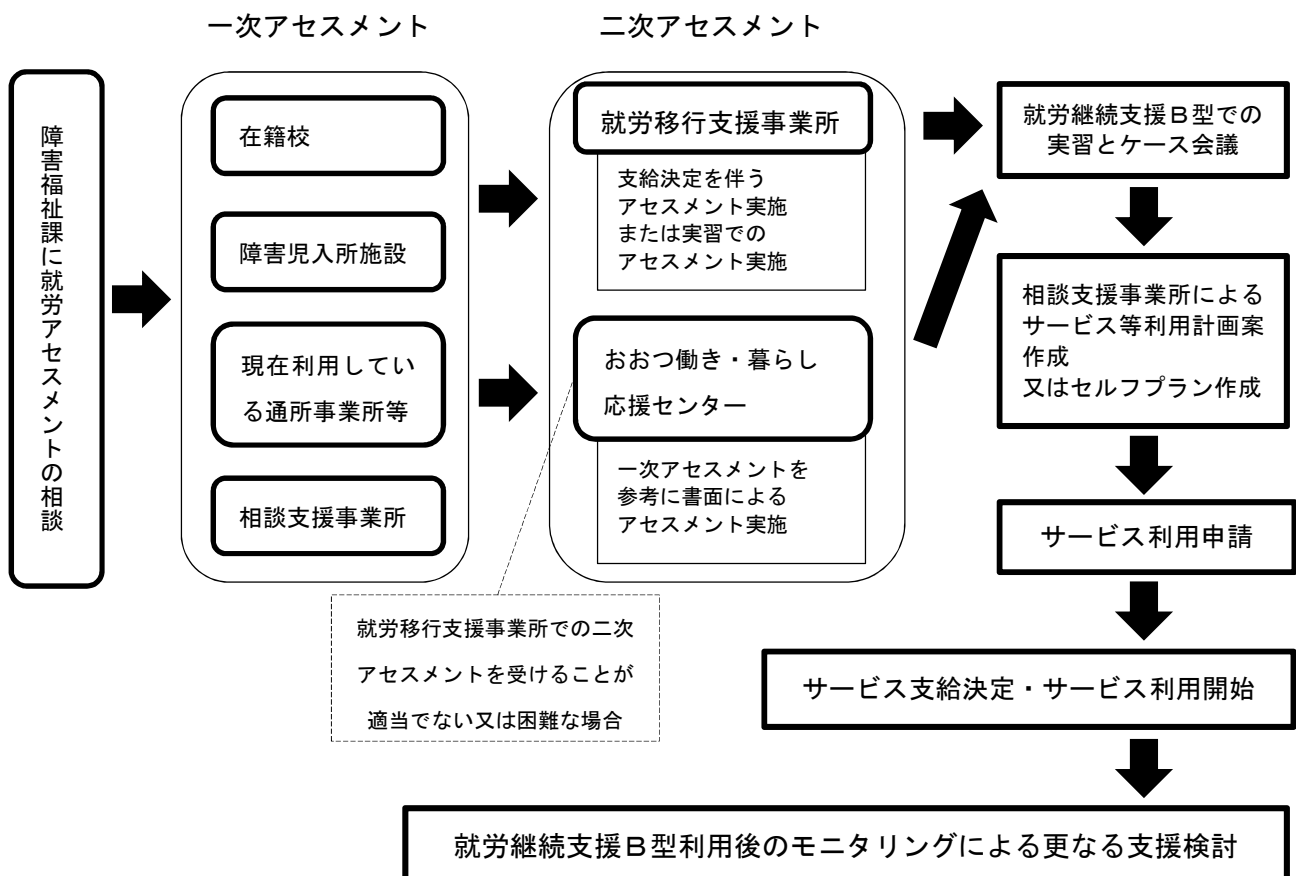 一次アセスメント
二次アセスメント
障害福祉課に就労アセスメントの相談
在籍校
障害児入所施設
現在利用してい
る通所事業所等
相談支援事業所
就労移行支援事業所
支給決定を伴う
アセスメント実施
または実習での
アセスメント実施
おおつ働き・暮らし
応援センター
一次アセスメントを
参考に書面による
アセスメント実施
就労移行支援事業所での二次
アセスメントを受けることが
適当でない又は困難な場合
就労継続支援B型での
実習とケース会議
相談支援事業所による
サービス等利用計画案
作成
又はセルフプラン作成
サービス利用申請
サービス支給決定・サービス利用開始
就労継続支援B型利用後のモニタリングによる更なる支援検討